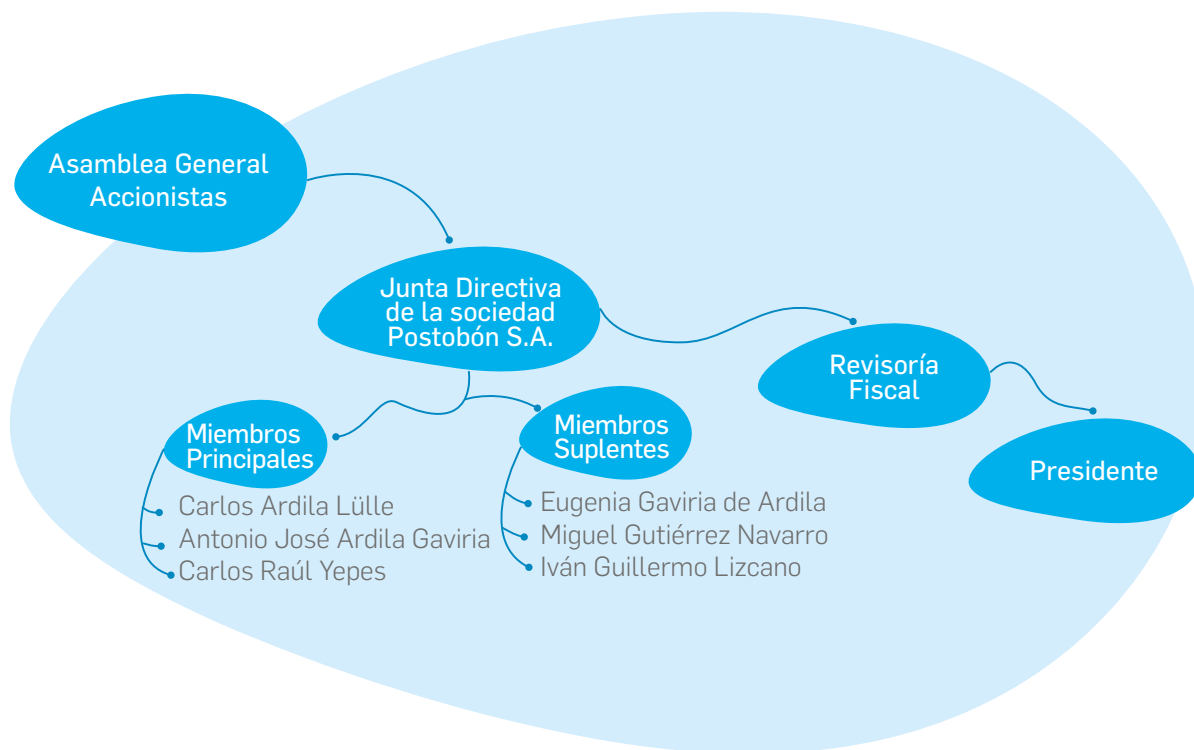 Asamblea General
Accionistas
Junta Directiva
de la sociedad
Postobón S.A.
Revisoría
Fiscal
Presidente
Miembros
Principales
Carlos Ardila Lülle
Antonio José Ardila Gaviria
Carlos Raúl Yepes
Miembros
Suplentes
Eugenia Gaviria de Ardila
Miguel Gutiérrez Navarro
Iván Guillermo Lizcano